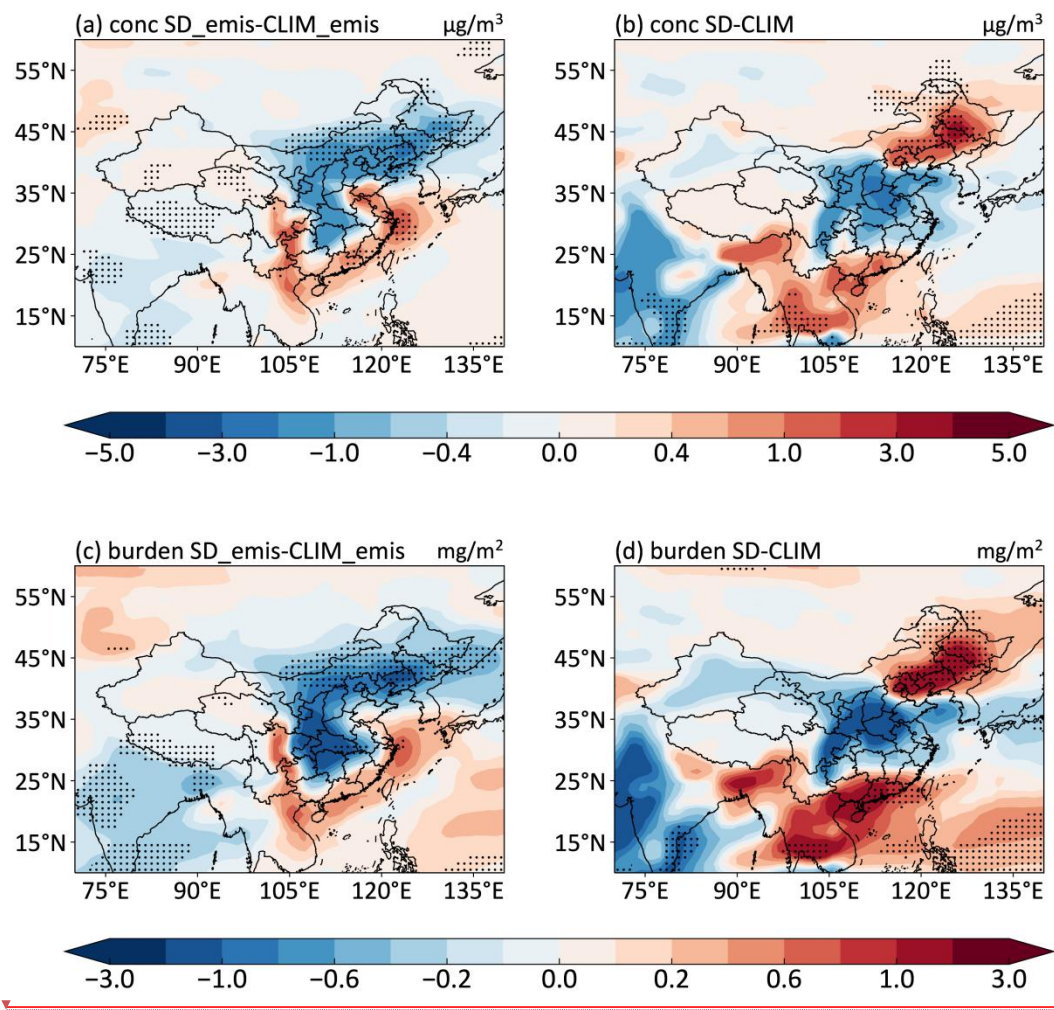 (a) conc SD_emis-CLIM_emis µg/m³
(b) conc SD-CLIM µg/m³
55°N
45°N
35°N
25°N
15°N
75°E 90°E 105°E 120°E 135°E
55°N
45°N
35°N
25°N
15°N
75°E 90°E 105°E 120°E 135°E
−5.0 −3.0 −1.0 −0.4 0.0 0.4 1.0 3.0 5.0
(c) burden SD_emis-CLIM_emis mg/m²
(d) burden SD-CLIM mg/m²
55°N
45°N
35°N
25°N
15°N
75°E 90°E 105°E 120°E 135°E
55°N
45°N
35°N
25°N
15°N
75°E 90°E 105°E 120°E 135°E
−3.0 −1.0 −0.6 −0.2 0.0 0.2 0.6 1.0 3.0